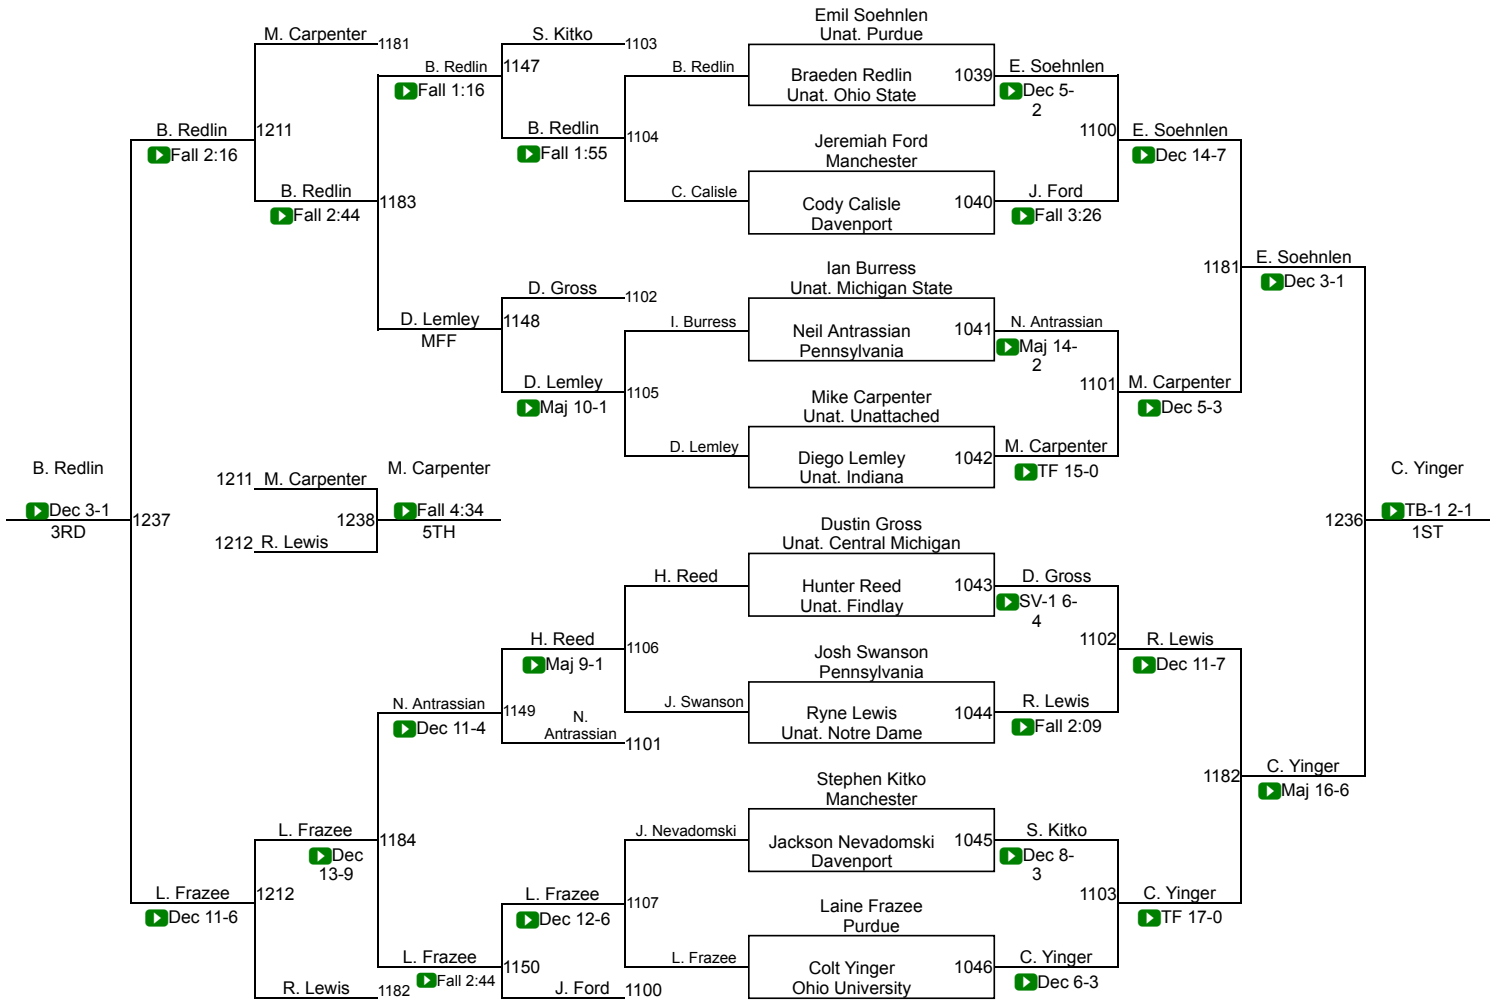 Emil Soehnlen
Unat. Purdue
M. Carpenter
1181
S. Kitko
1103
B. Redlin
1147
B. Redlin
Braeden Redlin
1039
E. Soehnlen
Fall 1:16
Unat. Ohio State
Dec 5-
2
B. Redlin
1211
B. Redlin
1104
1100
E. Soehnlen
Fall 2:16
Fall 1:55
Jeremiah Ford
Manchester
Dec 14-7
B. Redlin
1183
C. Calisle
Cody Calisle
1040
J. Ford
Fall 2:44
Davenport
Fall 3:26
Ian Burress
Unat. Michigan State
1181
E. Soehnlen
Dec 3-1
D. Gross
1102
D. Lemley
1148
I. Burress
Neil Antrassian
1041
N. Antrassian
MFF
Pennsylvania
Maj 14-
2
D. Lemley
1105
1101
M. Carpenter
Maj 10-1
Mike Carpenter
Unat. Unattached
Dec 5-3
D. Lemley
Diego Lemley
1042
M. Carpenter
B. Redlin
1211
M. Carpenter
M. Carpenter
Unat. Indiana
TF 15-0
C. Yinger
Dec 3-1
1237
1238
Fall 4:34
1236
TB-1 2-1
3RD
1212
R. Lewis
5TH
Dustin Gross
Unat. Central Michigan
1ST
H. Reed
Hunter Reed
1043
D. Gross
Unat. Findlay
SV-1 6-
4
H. Reed
1106
1102
R. Lewis
Maj 9-1
Josh Swanson
Pennsylvania
Dec 11-7
N. Antrassian
1149
J. Swanson
Ryne Lewis
1044
R. Lewis
Dec 11-4
N.
Antrassian
1101
Unat. Notre Dame
Fall 2:09
Stephen Kitko
Manchester
1182
C. Yinger
Maj 16-6
L. Frazee
1184
J. Nevadomski
Jackson Nevadomski
1045
S. Kitko
Dec
13-9
Davenport
Dec 8-
3
L. Frazee
1212
L. Frazee
1107
1103
C. Yinger
Dec 11-6
Dec 12-6
Laine Frazee
Purdue
TF 17-0
L. Frazee
1150
L. Frazee
Colt Yinger
1046
C. Yinger
R. Lewis
1182
Fall 2:44
J. Ford
1100
Ohio University
Dec 6-3